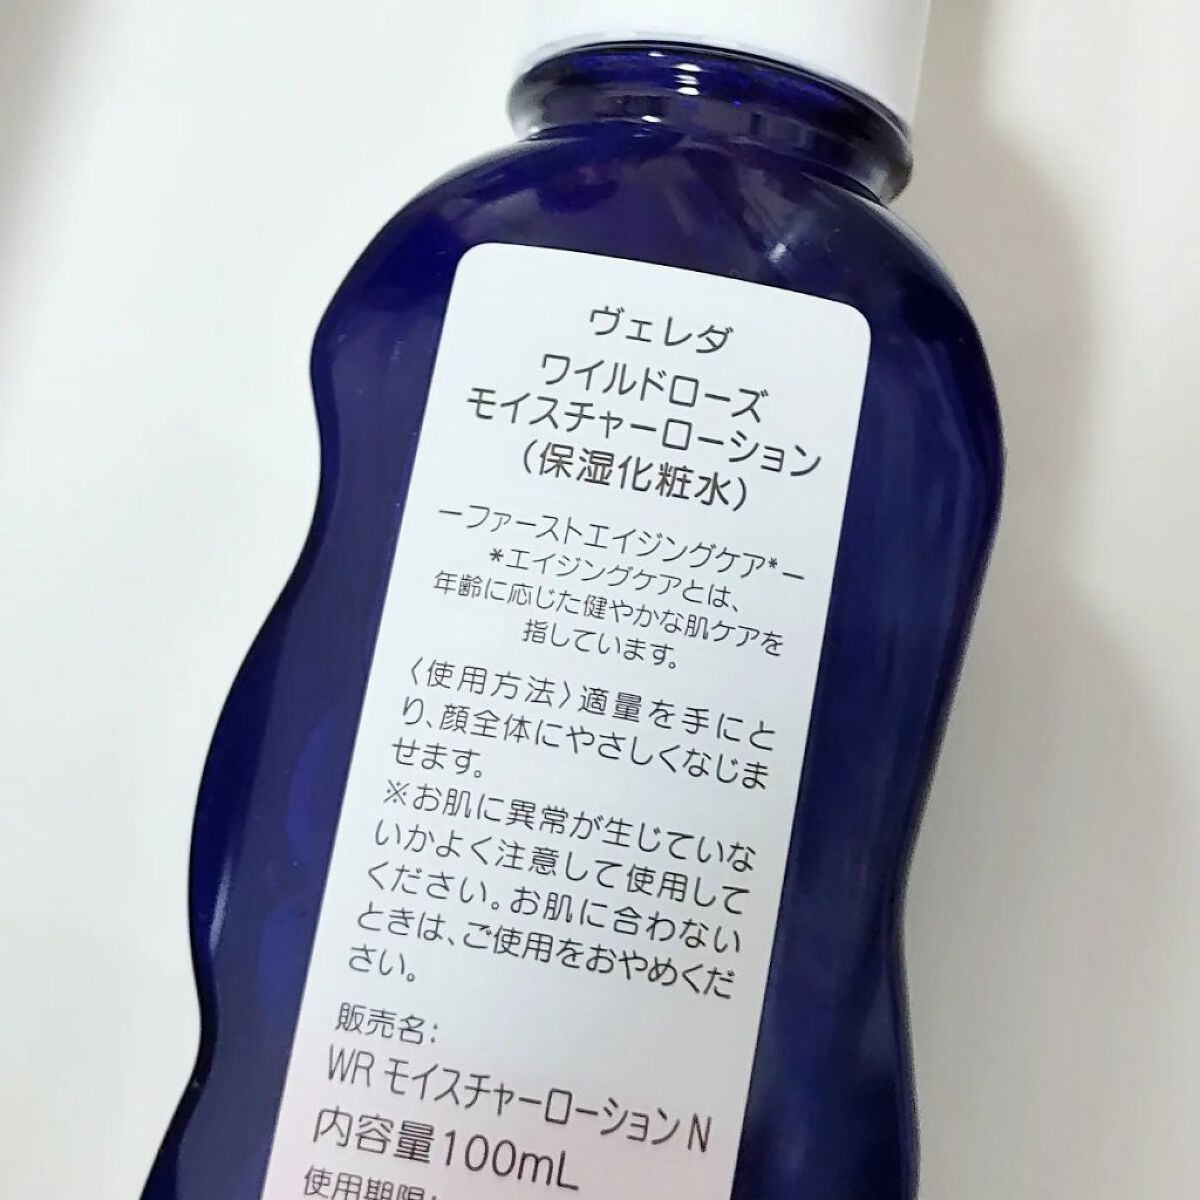 ヴェレダ
ワイルドローズ
モイスチャーローション
（保湿化粧水）
ーファーストエイジングケア*ー
*エイジングケアとは、
年齢に応じた健やかな肌ケアを
指しています。
〈使用方法〉適量を手にと
り、顔全体にやさしくなじま
せます。
※お肌に異常が生じていな
いかよく注意して使用して
ください。お肌に合わない
ときは、ご使用をおやめくだ
さい。
販売名：
WR モイスチャーローション N
内容量100mL
使用期限：